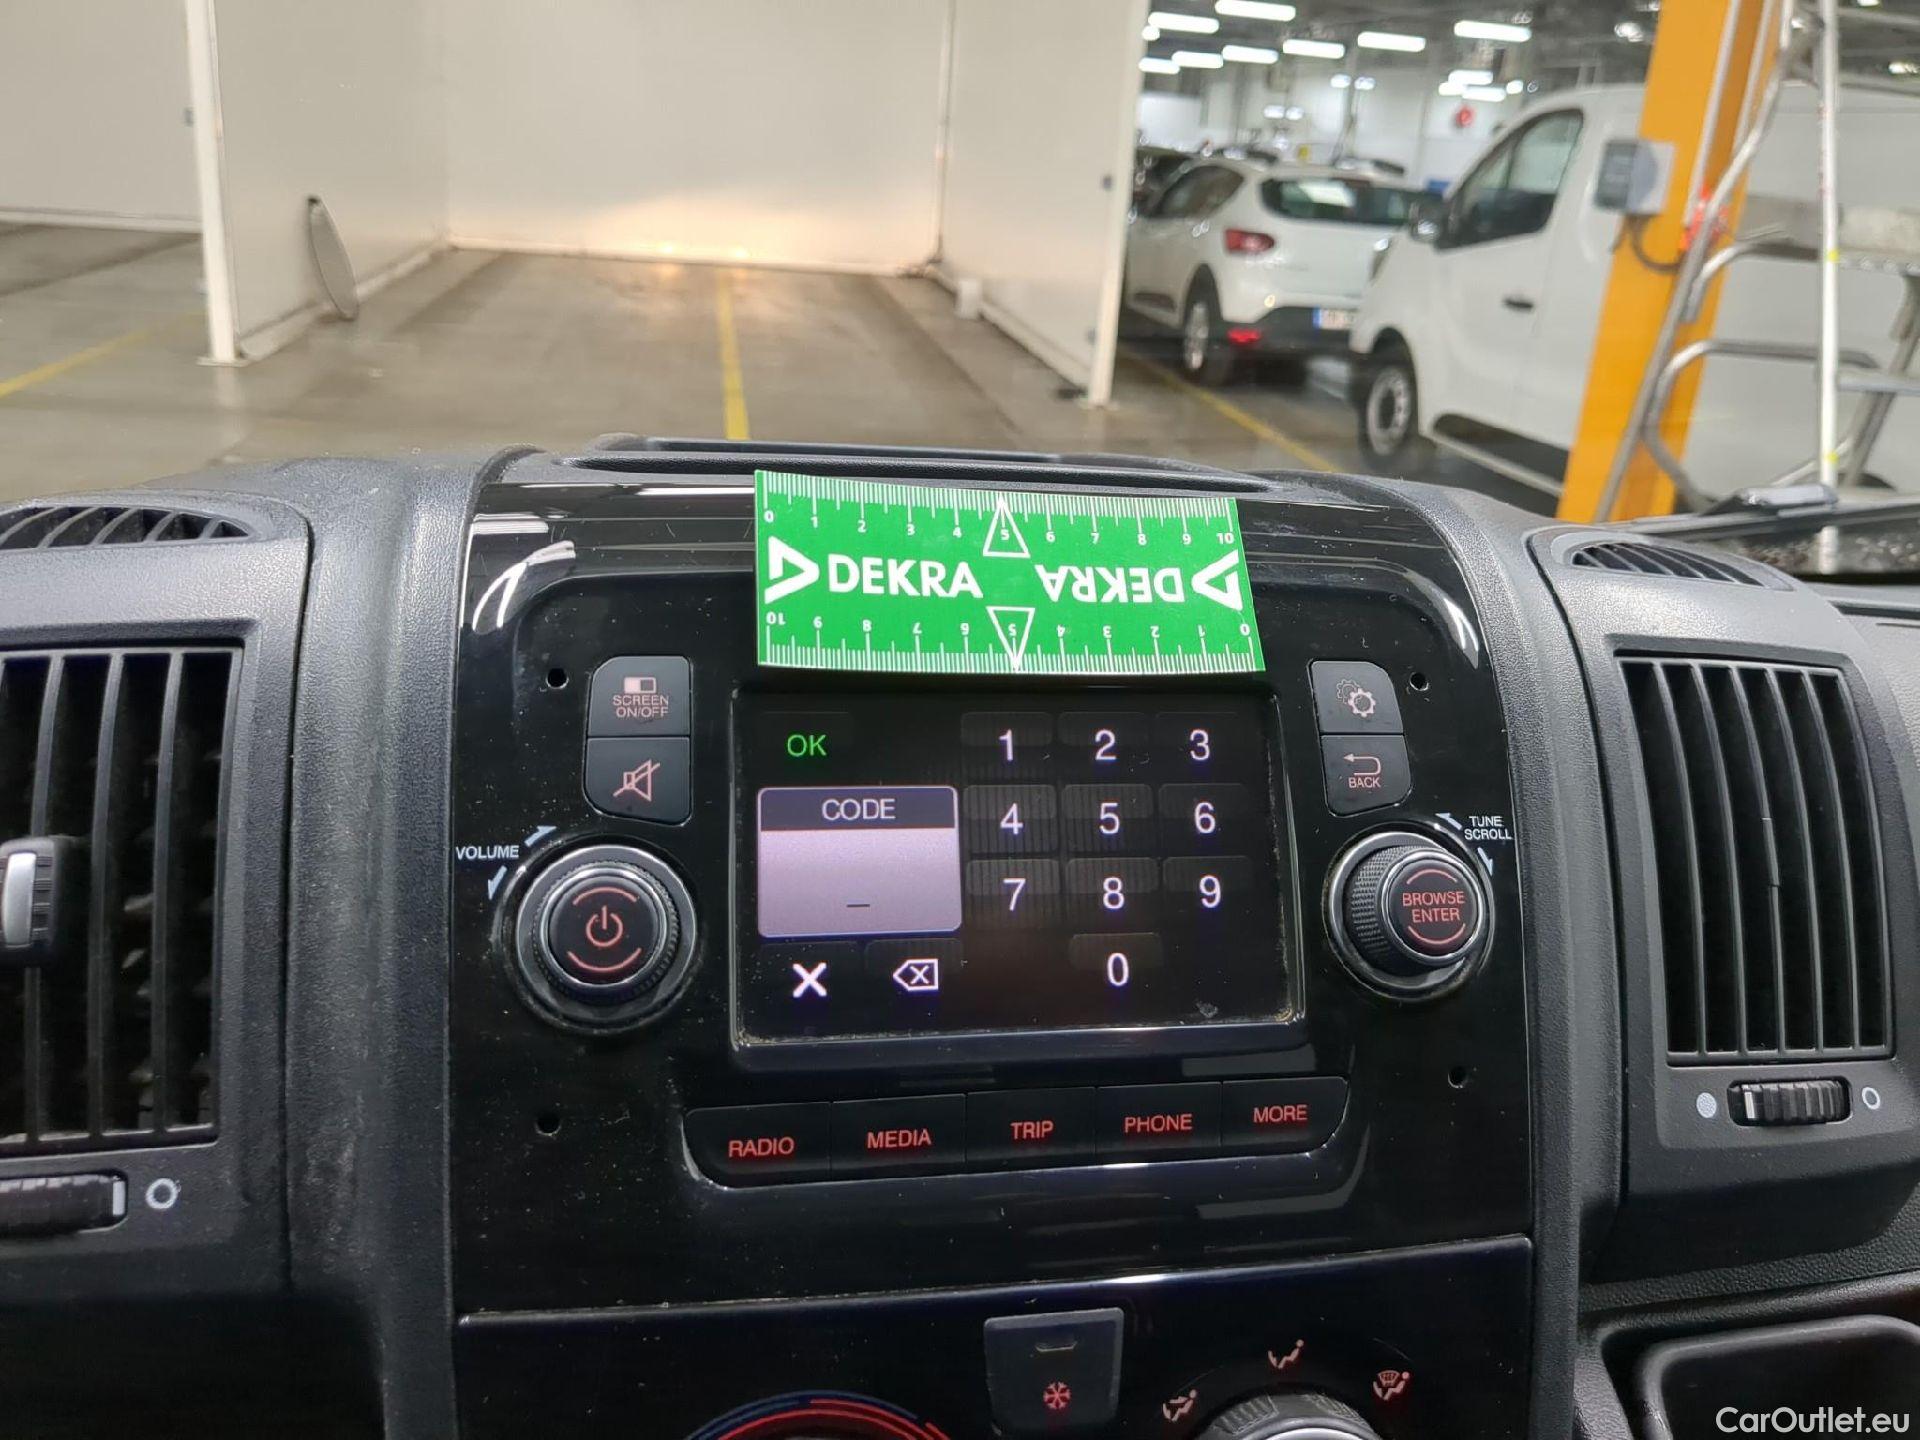 0 1 2 3 4 5 6 7 8 9 10
DEKRA DEKRA
10 9 8 7 6 5 4 3 2 1 0
SCREEN
ON/OFF
BACK
VOLUME
TUNE
SCROLL
BROWSE
ENTER
OK
CODE
_
1 2 3
4 5 6
7 8 9
0
RADIO MEDIA TRIP PHONE MORE
CarOutlet.eu